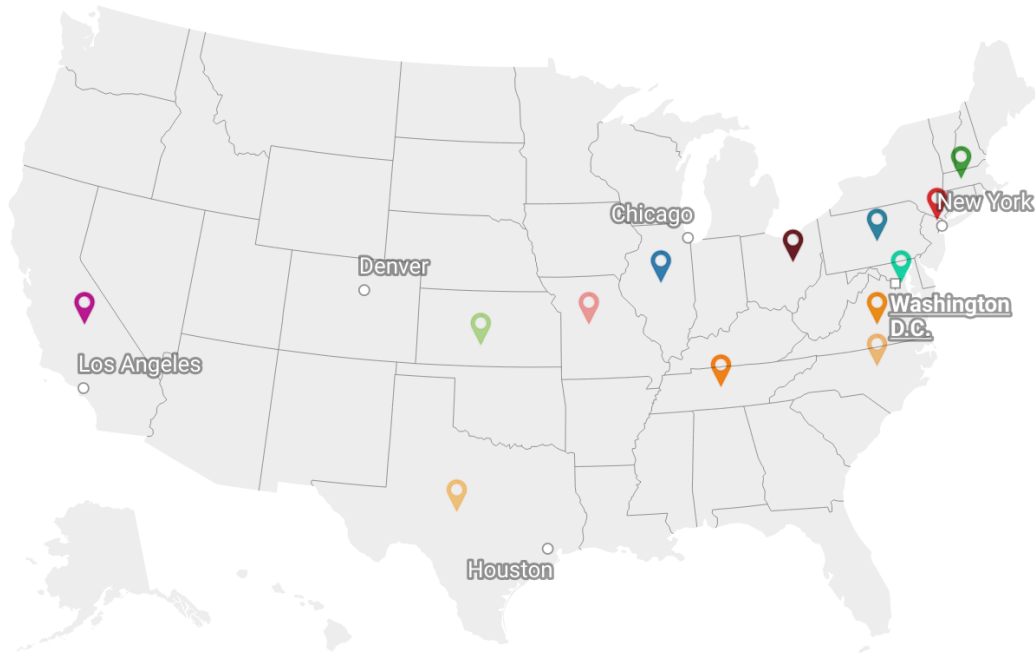 New York
Chicago
Denver
Washington
D.C.
Los Angeles
Houston